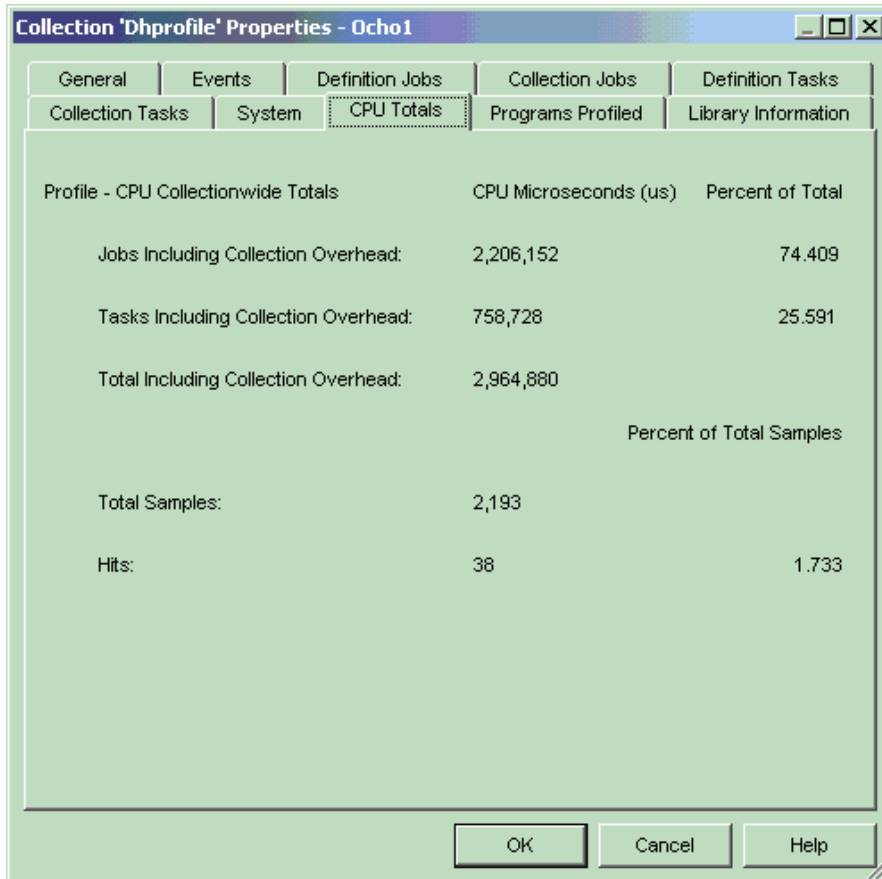 Collection 'Dhprofile' Properties - Ocho1
General Events Definition Jobs Collection Jobs Definition Tasks
Collection Tasks System CPU Totals Programs Profiled Library Information
Profile - CPU Collectionwide Totals CPU Microseconds (us) Percent of Total
Jobs Including Collection Overhead: 2,206,152 74.409
Tasks Including Collection Overhead: 758,728 25.591
Total Including Collection Overhead: 2,964,880
Percent of Total Samples
Total Samples: 2,193
Hits: 38 1.733
OK Cancel Help